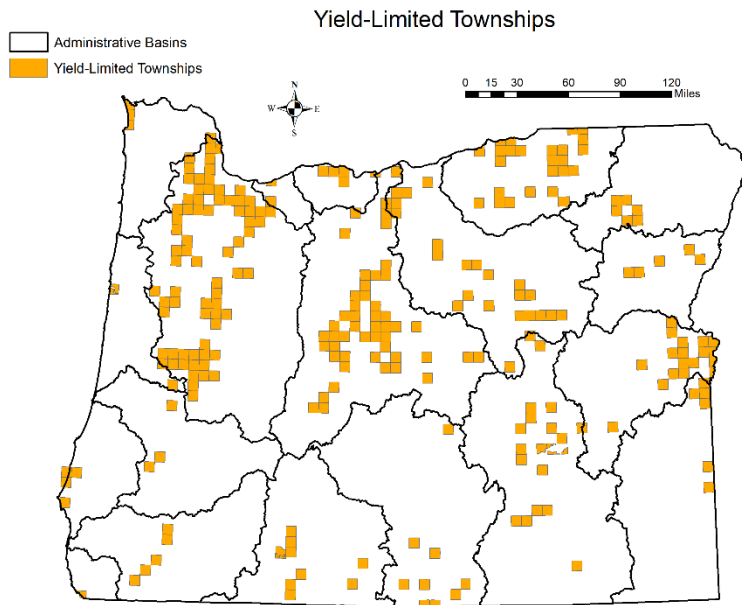 Yield-Limited Townships
Administrative Basins
Yield-Limited Townships
N
W E
S
0 15 30 60 90 120
Miles